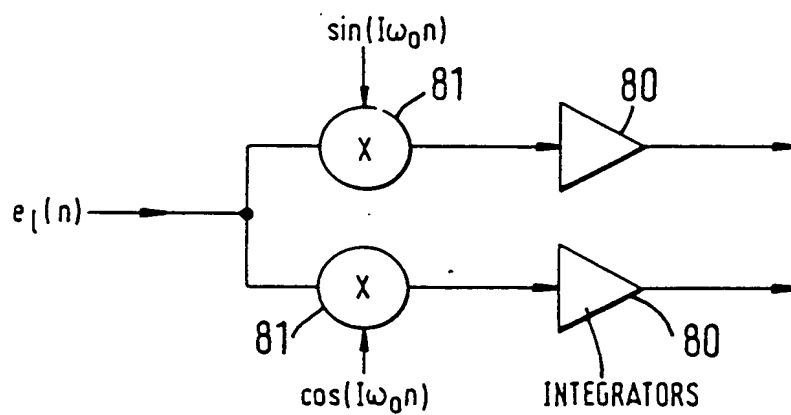 sin(Iω₀n)
81
80
X
e_l(n)
X
81
80
cos(Iω₀n)
INTEGRATORS